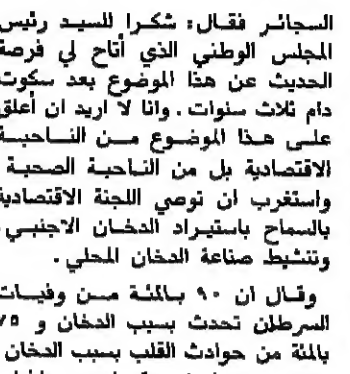 السجائر فقال: شكرا للسيد رئيس
المجلس الوطني الذي أتاح لي فرصة
الحديث عن هذا الموضوع بعد سكوت
دام ثلاث سنوات. وانا لا اريد ان أعلق
على هذا الموضوع من الناحية
الاقتصادية بل من الناحية الصحية
واستغرب ان توصي اللجنة الاقتصادية
بالسماح باستيراد الدخان الاجنبي،
وتنشيط صناعة الدخان المحلي.
وقال ان ٩٠ بالمئة من وفيات
السرطان تحدث بسبب الدخان و ٧٥
بالمئة من حوادث القلب بسبب الدخان